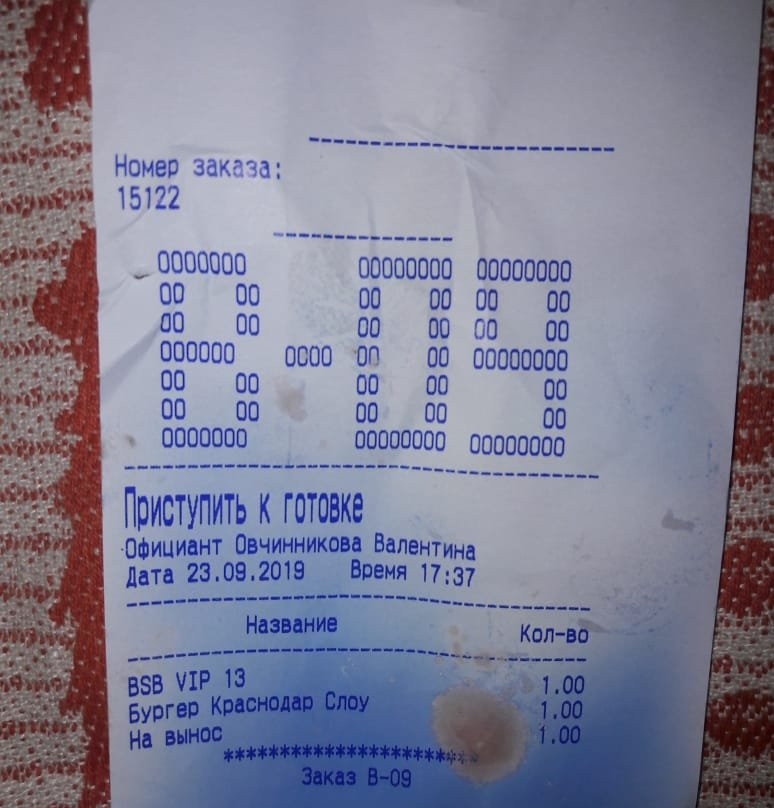 Номер заказа:
15122
В-09
Приступить к готовке
Официант Овчинникова Валентина
Дата 23.09.2019 Время 17:37
Название Кол-во
BSB VIP 13 1.00
Бургер Краснодар Слоу 1.00
На вынос 1.00
**********************
Заказ В-09